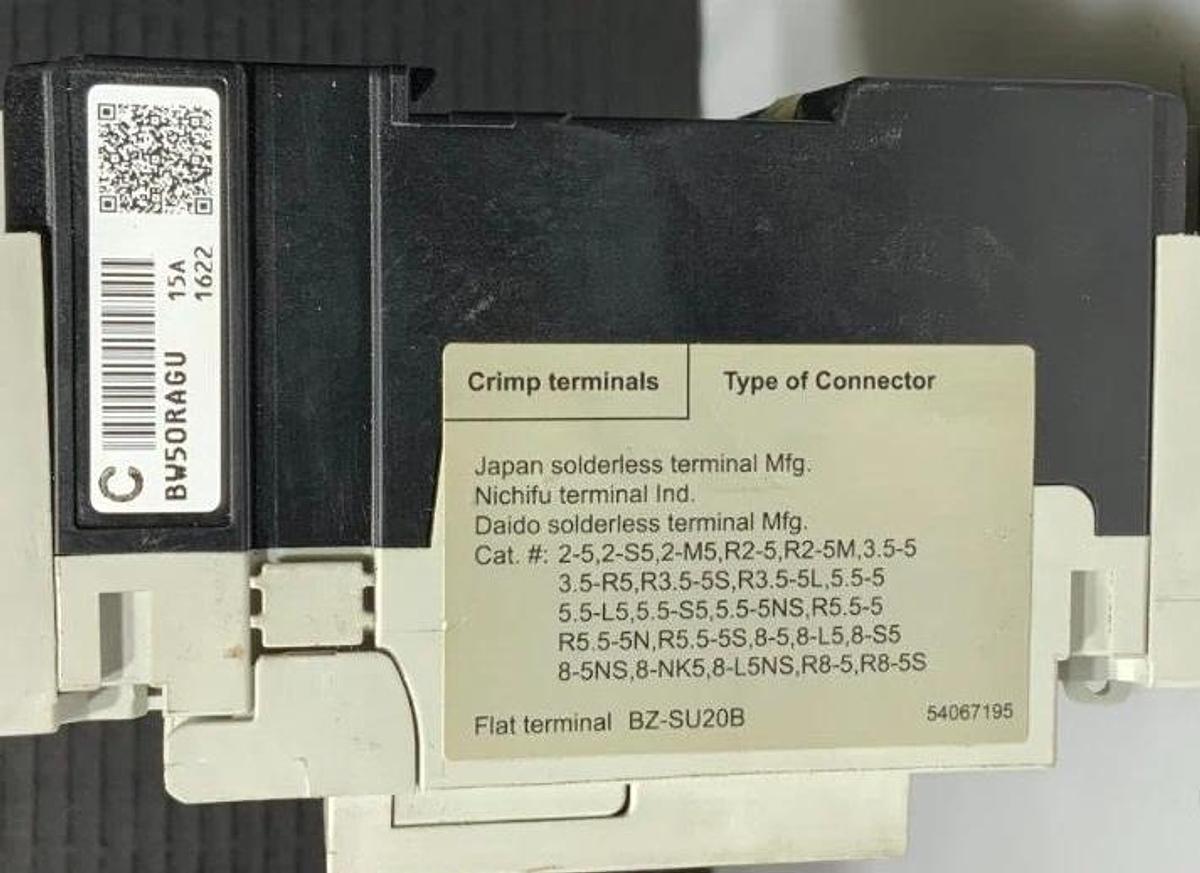 C
BW50RAGU 15A
1622
Crimp terminals
Type of Connector
Japan solderless terminal Mfg.
Nichifu terminal Ind.
Daido solderless terminal Mfg.
Cat. #: 2-5,2-S5,2-M5,R2-5,R2-5M,3.5-5
3.5-R5,R3.5-5S,R3.5-5L,5.5-5
5.5-L5,5.5-S5,5.5-5NS,R5.5-5
R5.5-5N,R5.5-5S,8-5,8-L5,8-S5
8-5NS,8-NK5,8-L5NS,R8-5,R8-5S
Flat terminal BZ-SU20B
54067195